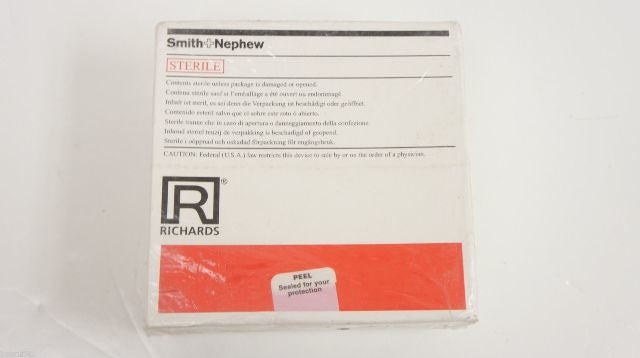 Smith+Nephew
STERILE
Contents sterile unless package is damaged or opened.
Contenu stérile sauf si l'emballage a été ouvert ou endommagé.
Inhalt ist steril, es sei denn die Verpackung ist beschädigt oder geöffnet.
Contenido estéril salvo que el sobre este roto ó abierto.
Sterile tranne che in caso di apertura o danneggiamento della confezione.
Inhoud steriel tenzij de verpakking is beschadigd of geopend.
Sterile i oöppnad och oskadad förpackning för engångsbruk.
CAUTION: Federal (U.S.A.) law restricts this device to sale by or on the order of a physician.
R®
RICHARDS
PEEL
Sealed for your
protection